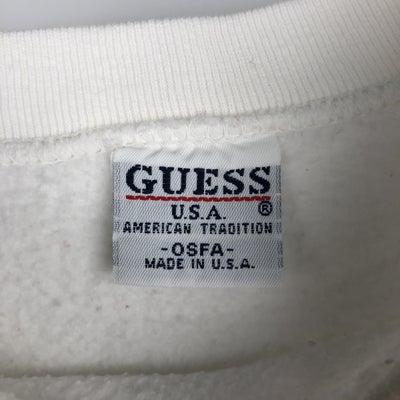 GUESS
U.S.A. ®
AMERICAN TRADITION
-OSFA-
MADE IN U.S.A.